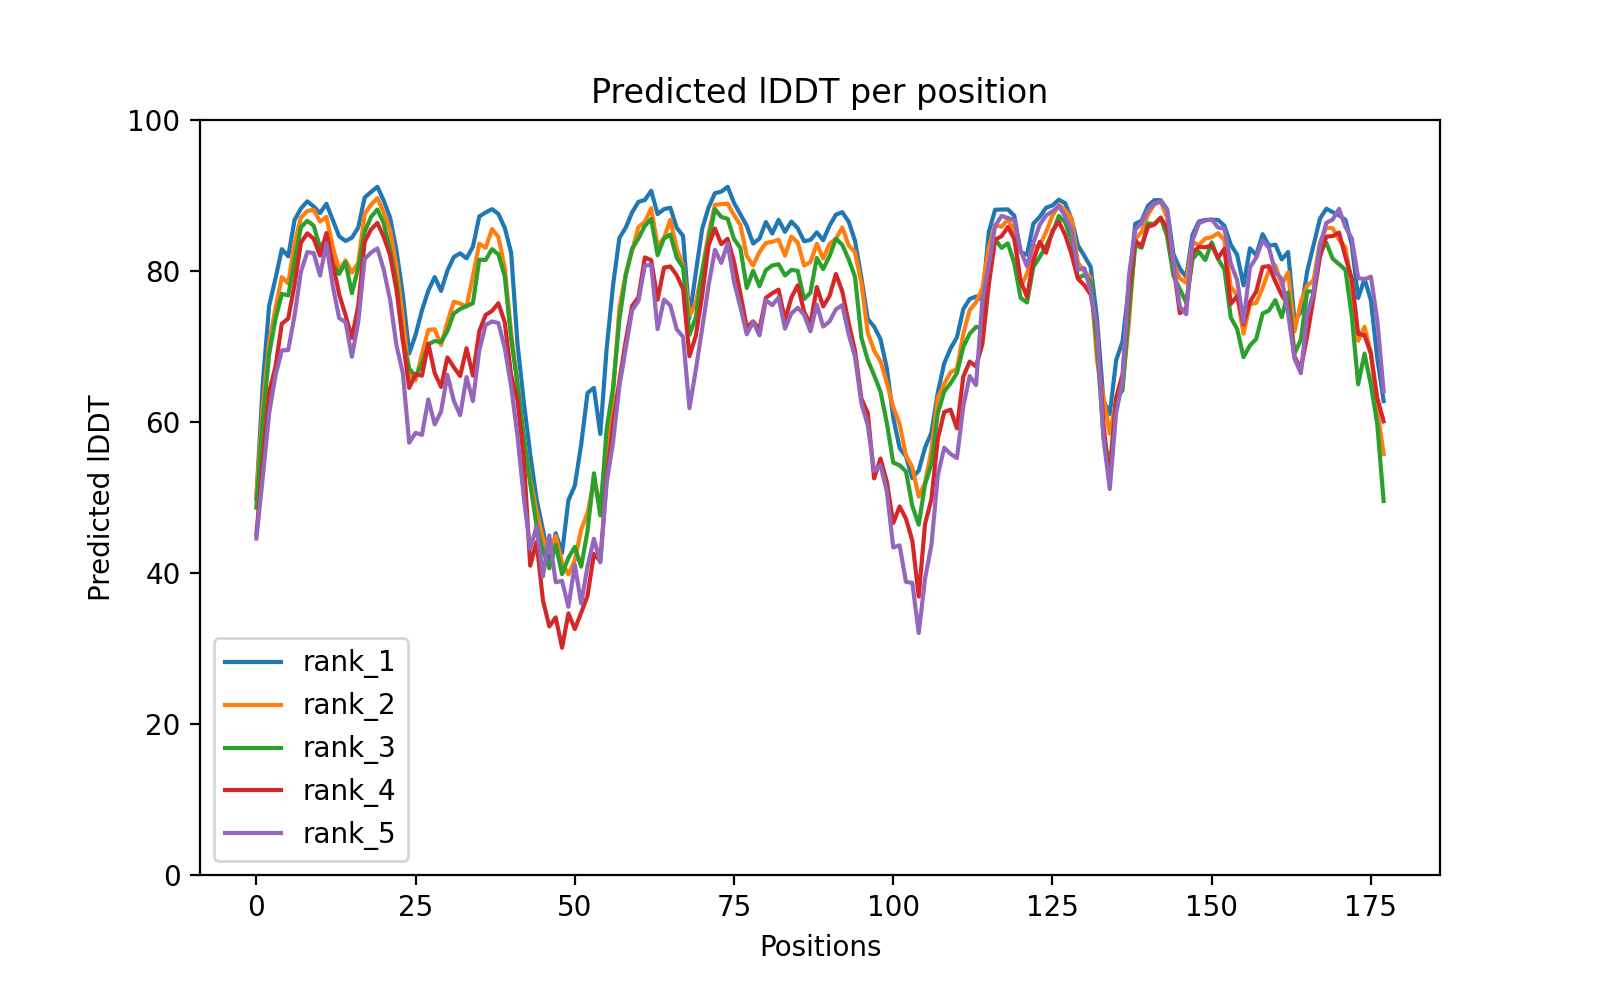 Predicted lDDT per position
100
80
60
40
20
0
Predicted lDDT
rank_1
rank_2
rank_3
rank_4
rank_5
0 25 50 75 100 125 150 175
Positions